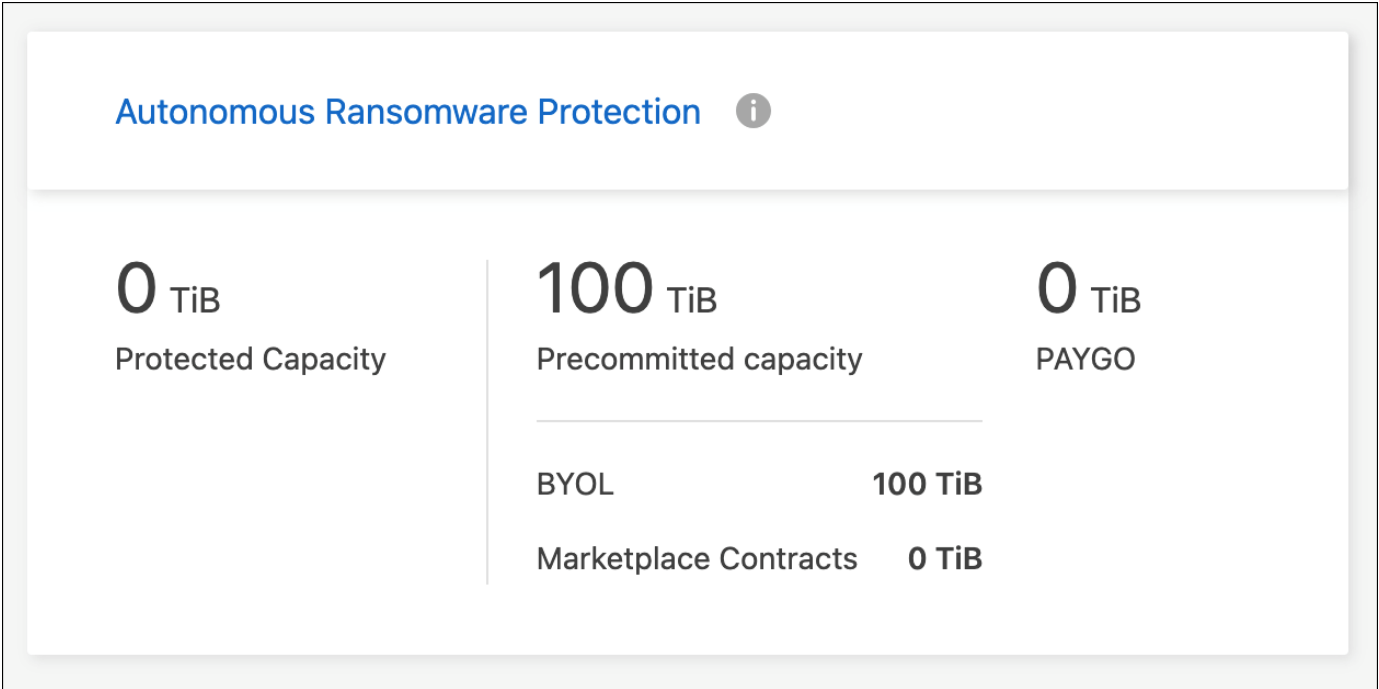 Autonomous Ransomware Protection
0 TiB
Protected Capacity
100 TiB
Precommitted capacity
BYOL 100 TiB
Marketplace Contracts 0 TiB
0 TiB
PAYGO